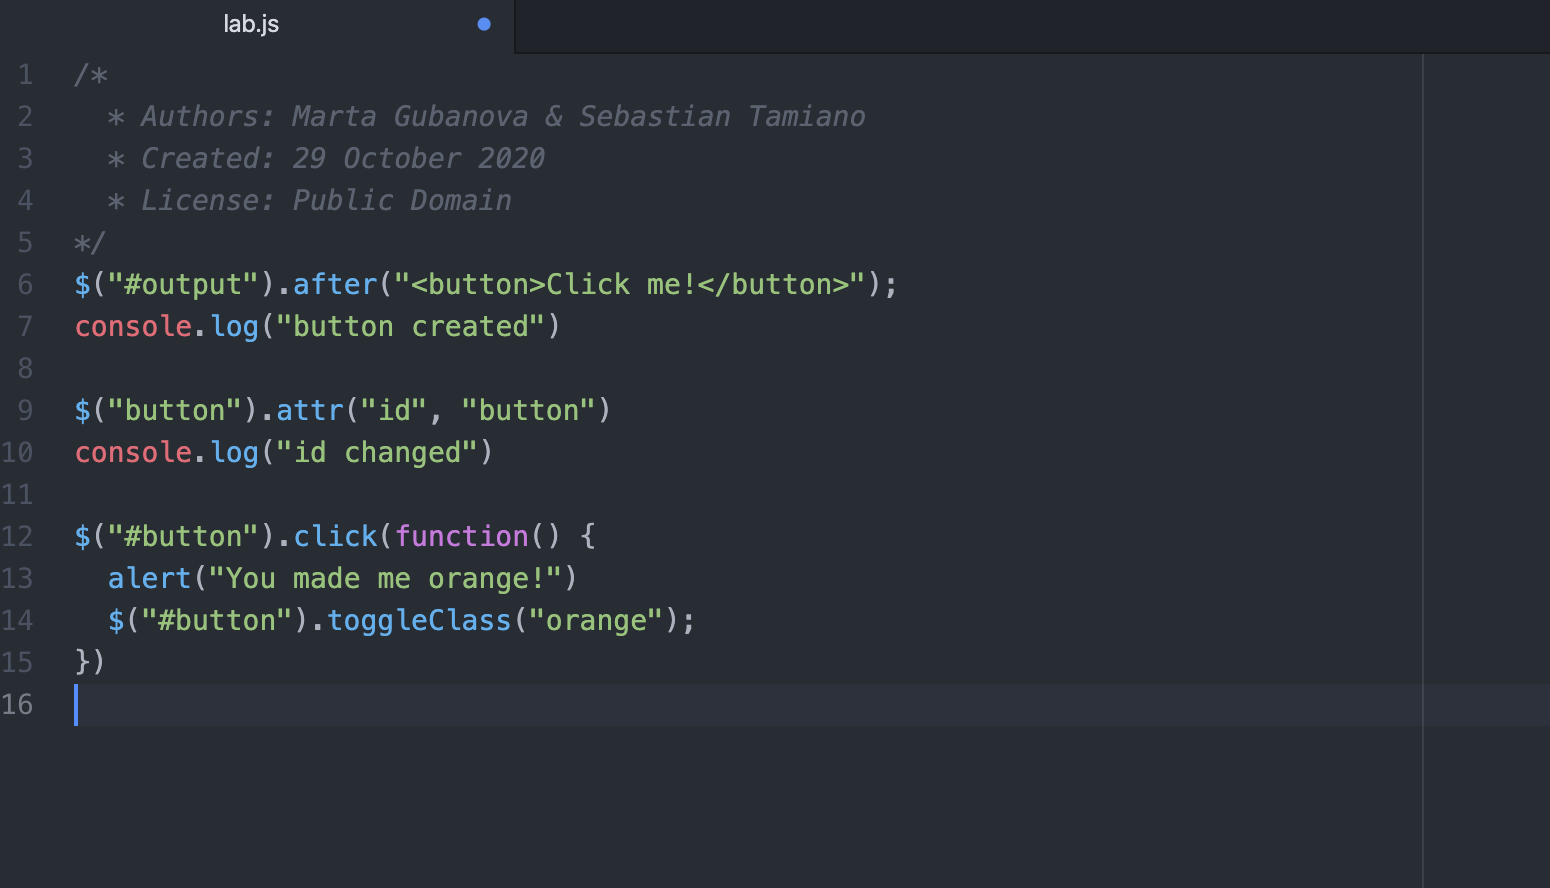 lab.js
1 /*
2   * Authors: Marta Gubanova & Sebastian Tamiano
3   * Created: 29 October 2020
4   * License: Public Domain
5 */
6 $("#output").after("<button>Click me!</button>");
7 console.log("button created")
8
9 $("button").attr("id", "button")
10 console.log("id changed")
11
12 $("#button").click(function() {
13   alert("You made me orange!")
14   $("#button").toggleClass("orange");
15 })
16